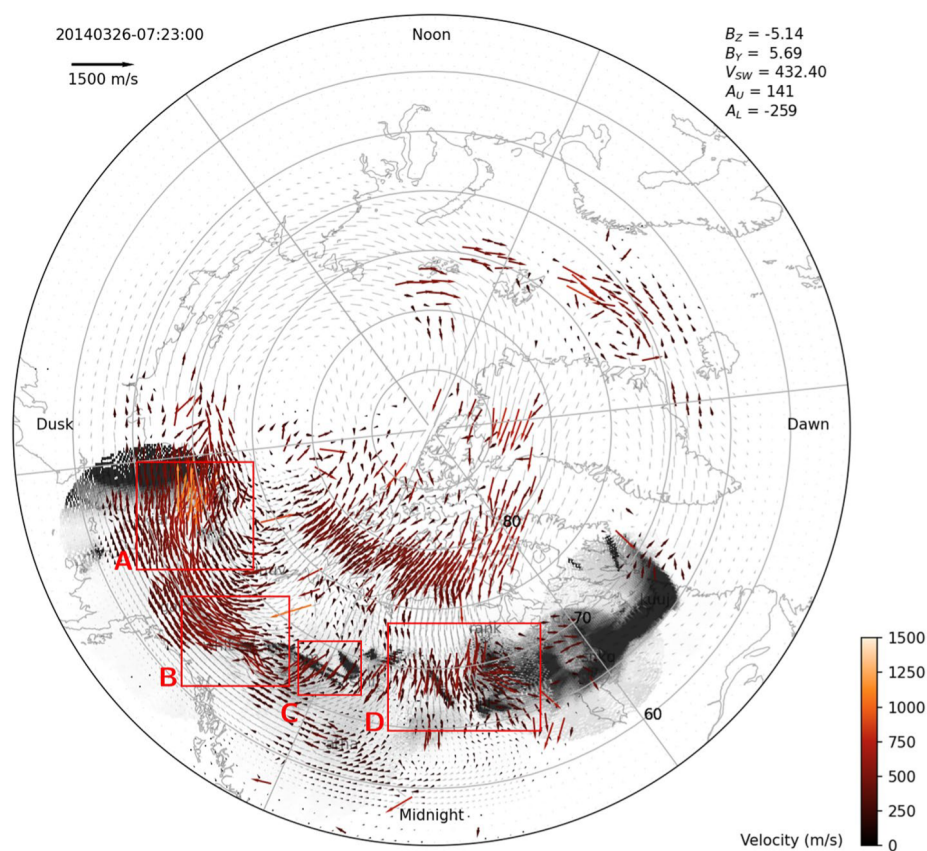 20140326-07:23:00
1500 m/s
Noon
B_Z = -5.14
B_Y = 5.69
V_SW = 432.40
A_U = 141
A_L = -259
Dusk
Dawn
80
A
70
B
C
D
60
Midnight
1500
1250
1000
750
500
250
0
Velocity (m/s)